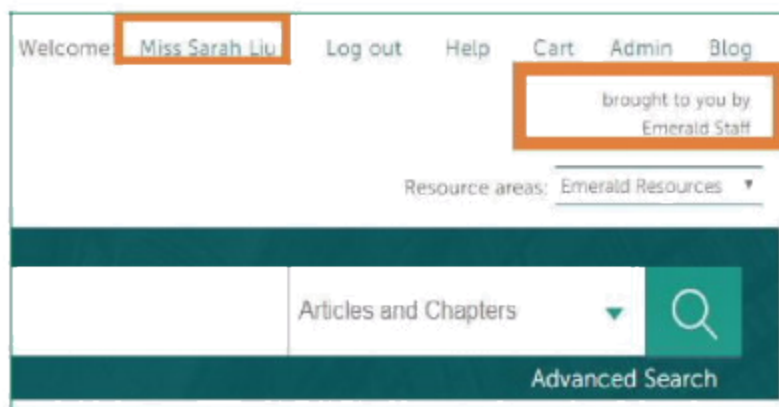 Welcome: Miss Sarah Liu Log out Help Cart Admin Blog
brought to you by
Emerald Staff
Resource areas: Emerald Resources
Articles and Chapters
Advanced Search